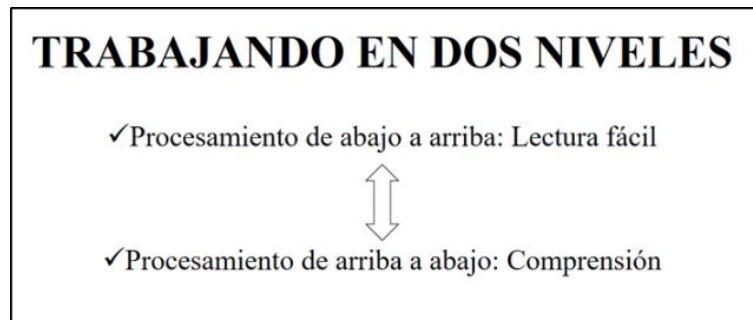 TRABAJANDO EN DOS NIVELES
✓Procesamiento de abajo a arriba: Lectura fácil
✓Procesamiento de arriba a abajo: Comprensión